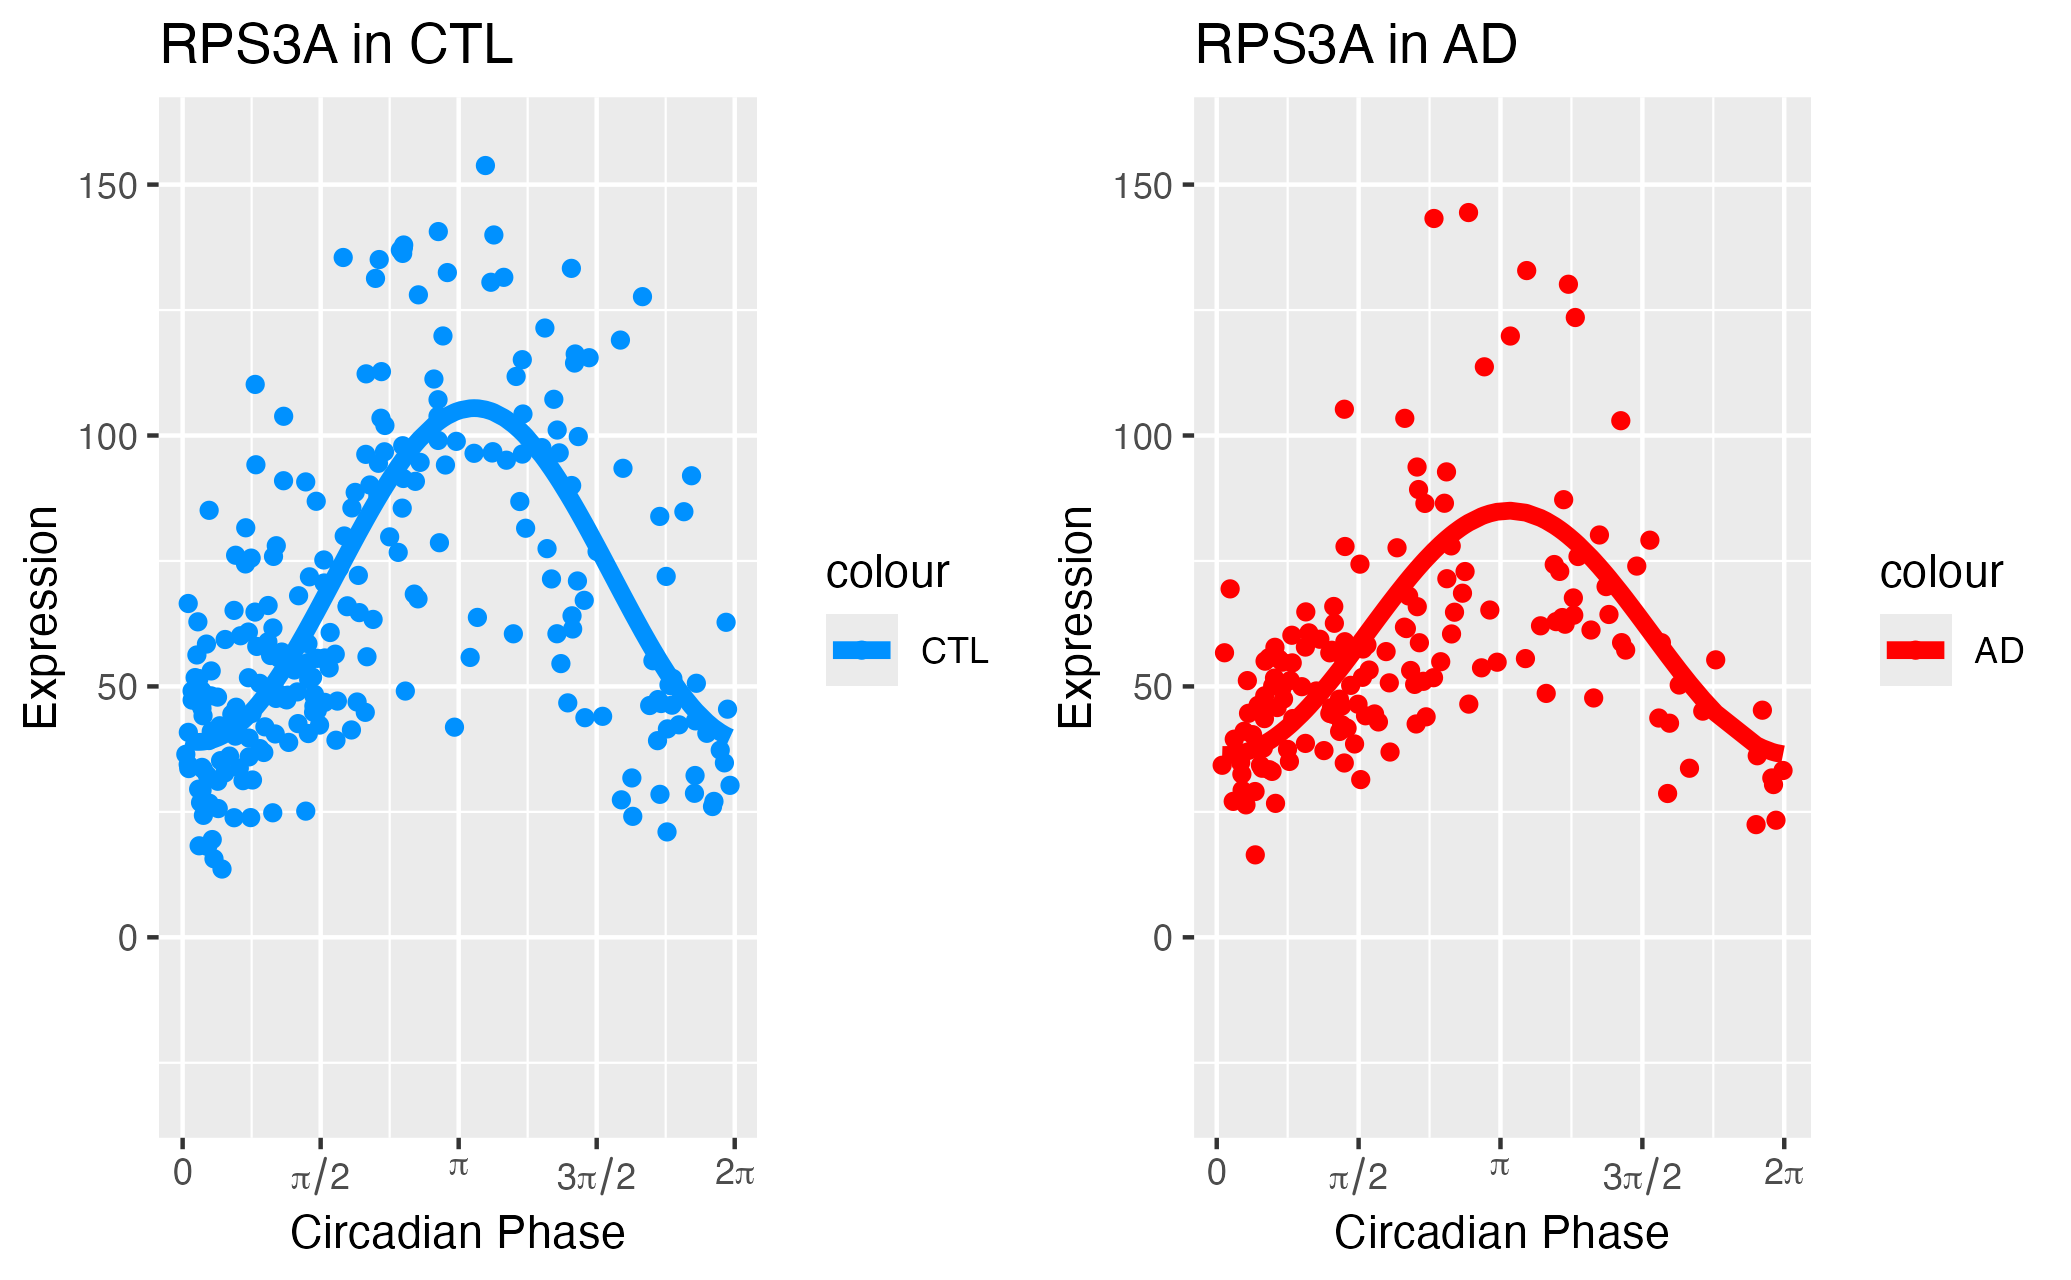 RPS3A in CTL
150
100
50
0
Expression
0 π/2 π 3π/2 2π
Circadian Phase
colour
CTL
RPS3A in AD
150
100
50
0
Expression
0 π/2 π 3π/2 2π
Circadian Phase
colour
AD